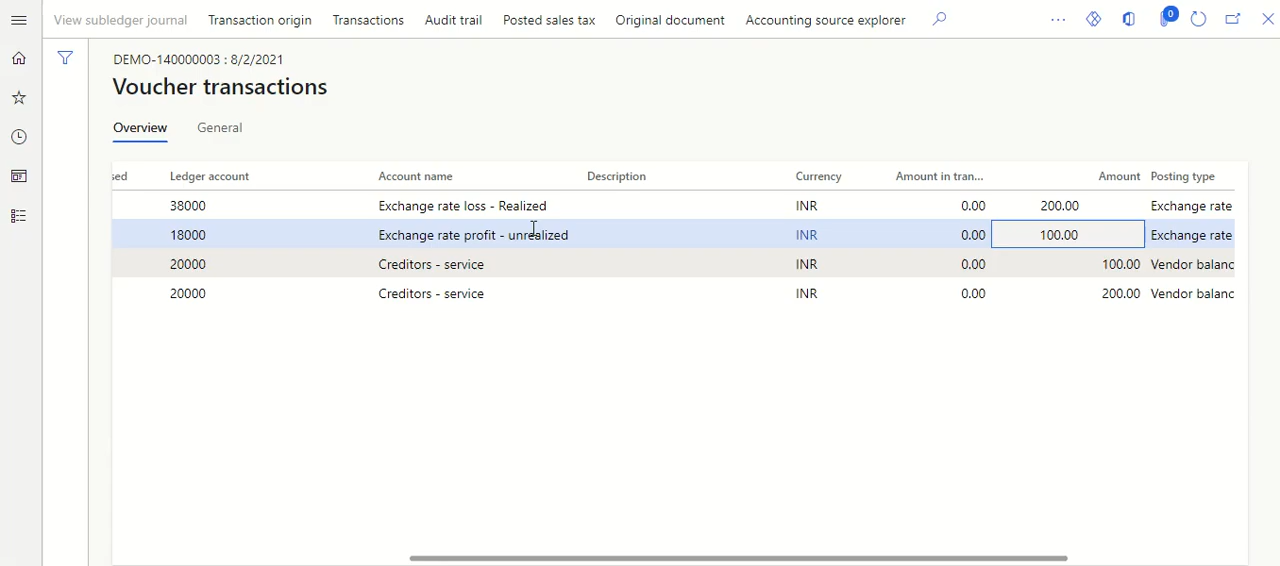 View subledger journal Transaction origin Transactions Audit trail Posted sales tax Original document Accounting source explorer ... 0
DEMO-140000003 : 8/2/2021
Voucher transactions
Overview General
sed Ledger account Account name Description Currency Amount in tran... Amount Posting type
38000 Exchange rate loss - Realized INR 0.00 200.00 Exchange rate
18000 Exchange rate profit - unrealized INR 0.00 100.00 Exchange rate
20000 Creditors - service INR 0.00 100.00 Vendor balanc
20000 Creditors - service INR 0.00 200.00 Vendor balanc